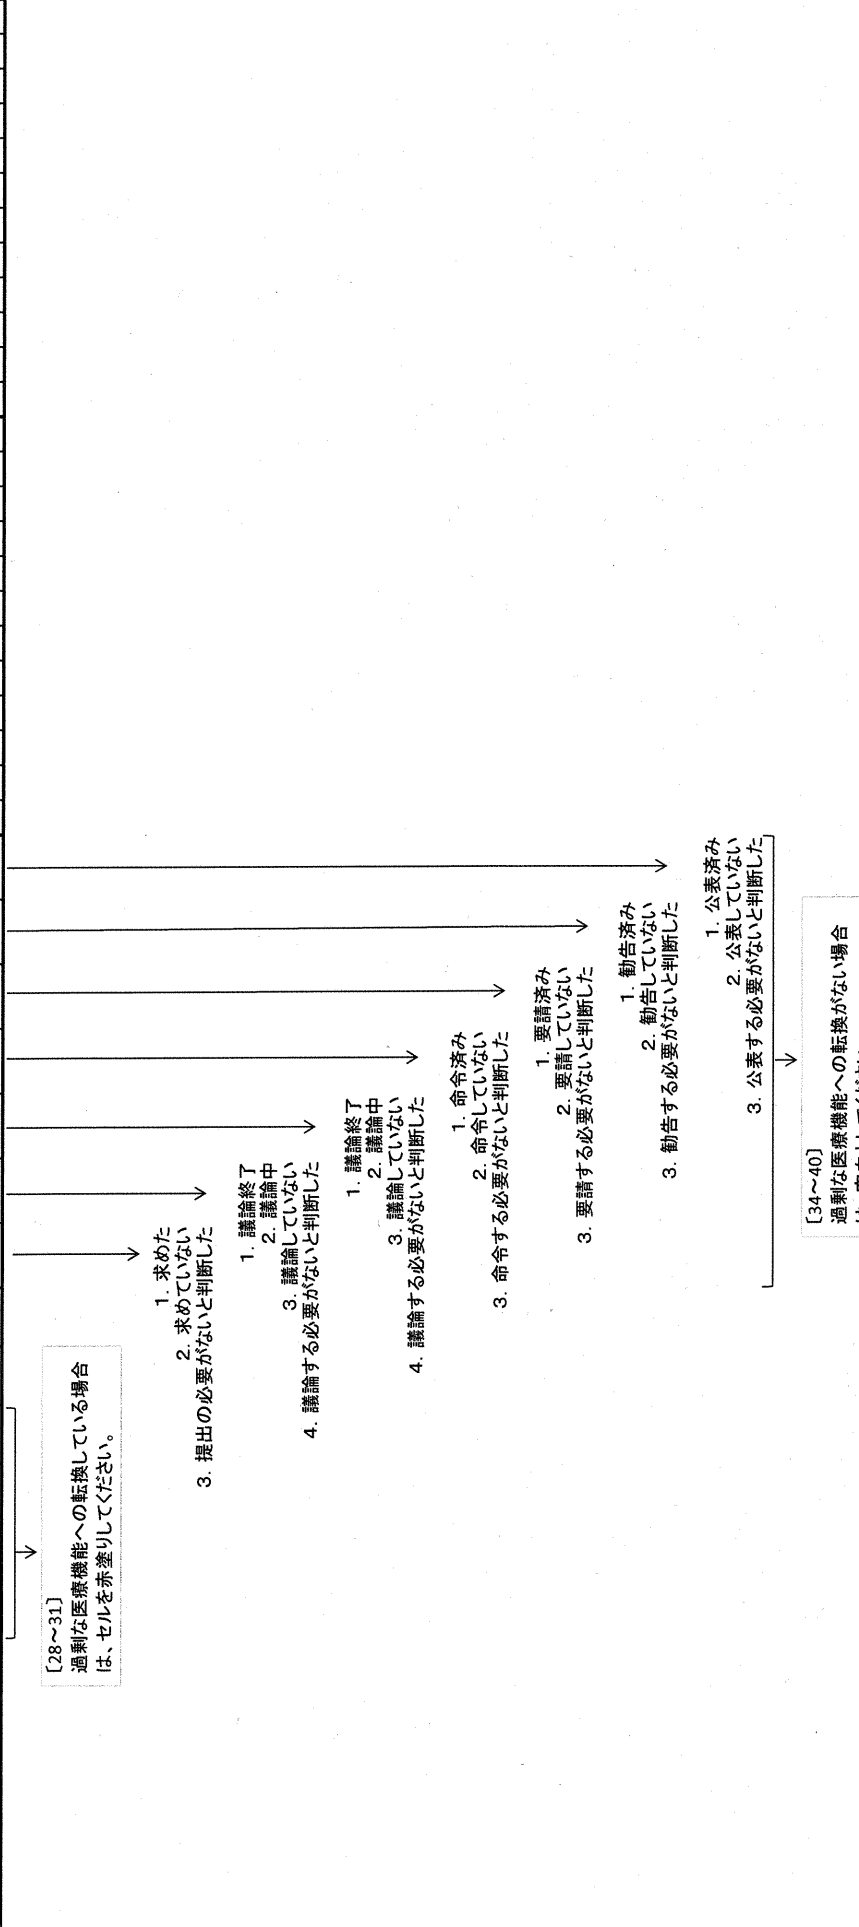 [28～31]
過剰な医療機能への転換している場合
は、セルを赤塗りしてください。
1. 求めた
2. 求めていない
3. 提出の必要がないと判断した
1. 議論終了
2. 議論中
3. 議論していない
4. 議論する必要がないと判断した
1. 議論終了
2. 議論中
3. 議論していない
4. 議論する必要がないと判断した
1. 命令済み
2. 命令していない
3. 命令する必要がないと判断した
1. 要請済み
2. 要請していない
3. 要請する必要がないと判断した
1. 勧告済み
2. 勧告していない
3. 勧告する必要がないと判断した
1. 公表済み
2. 公表していない
3. 公表する必要がないと判断した
[34～40]
過剰な医療機能への転換がない場合